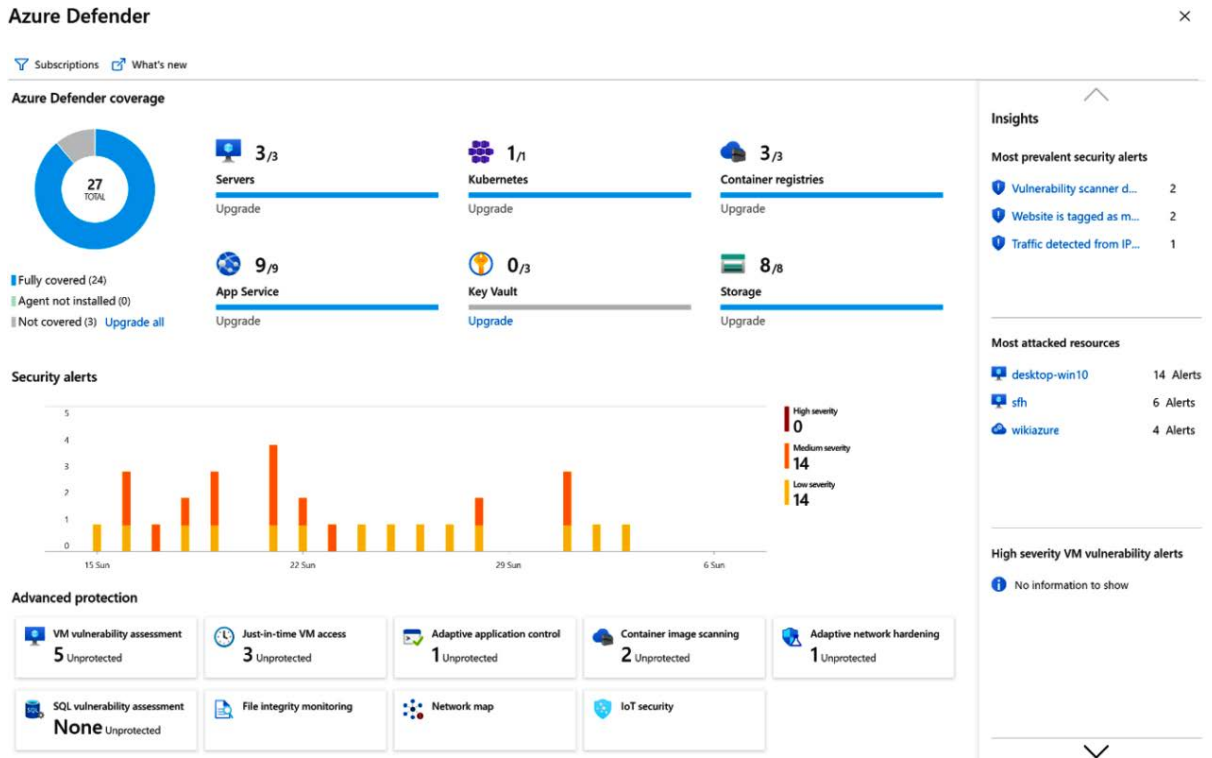 Azure Defender
Subscriptions What's new
Azure Defender coverage
27
TOTAL
Fully covered (24)
Agent not installed (0)
Not covered (3) Upgrade all
3/3
Servers
Upgrade
1/1
Kubernetes
Upgrade
3/3
Container registries
Upgrade
9/9
App Service
Upgrade
0/3
Key Vault
Upgrade
8/8
Storage
Upgrade
Security alerts
5
4
3
2
1
0
15 Sun
22 Sun
29 Sun
6 Sun
High severity
0
Medium severity
14
Low severity
14
Advanced protection
VM vulnerability assessment
5 Unprotected
Just-in-time VM access
3 Unprotected
Adaptive application control
1 Unprotected
Container image scanning
2 Unprotected
Adaptive network hardening
1 Unprotected
SQL vulnerability assessment
None Unprotected
File integrity monitoring
Network map
IoT security
Insights
Most prevalent security alerts
Vulnerability scanner d... 2
Website is tagged as m... 2
Traffic detected from IP... 1
Most attacked resources
desktop-win10 14 Alerts
sfh 6 Alerts
wikiazure 4 Alerts
High severity VM vulnerability alerts
No information to show